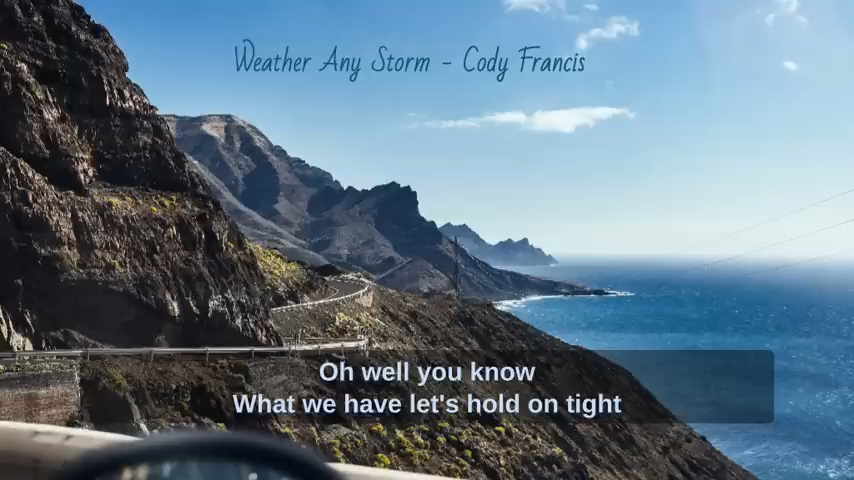 Weather Any Storm - Cody Francis
Oh well you know
What we have let's hold on tight